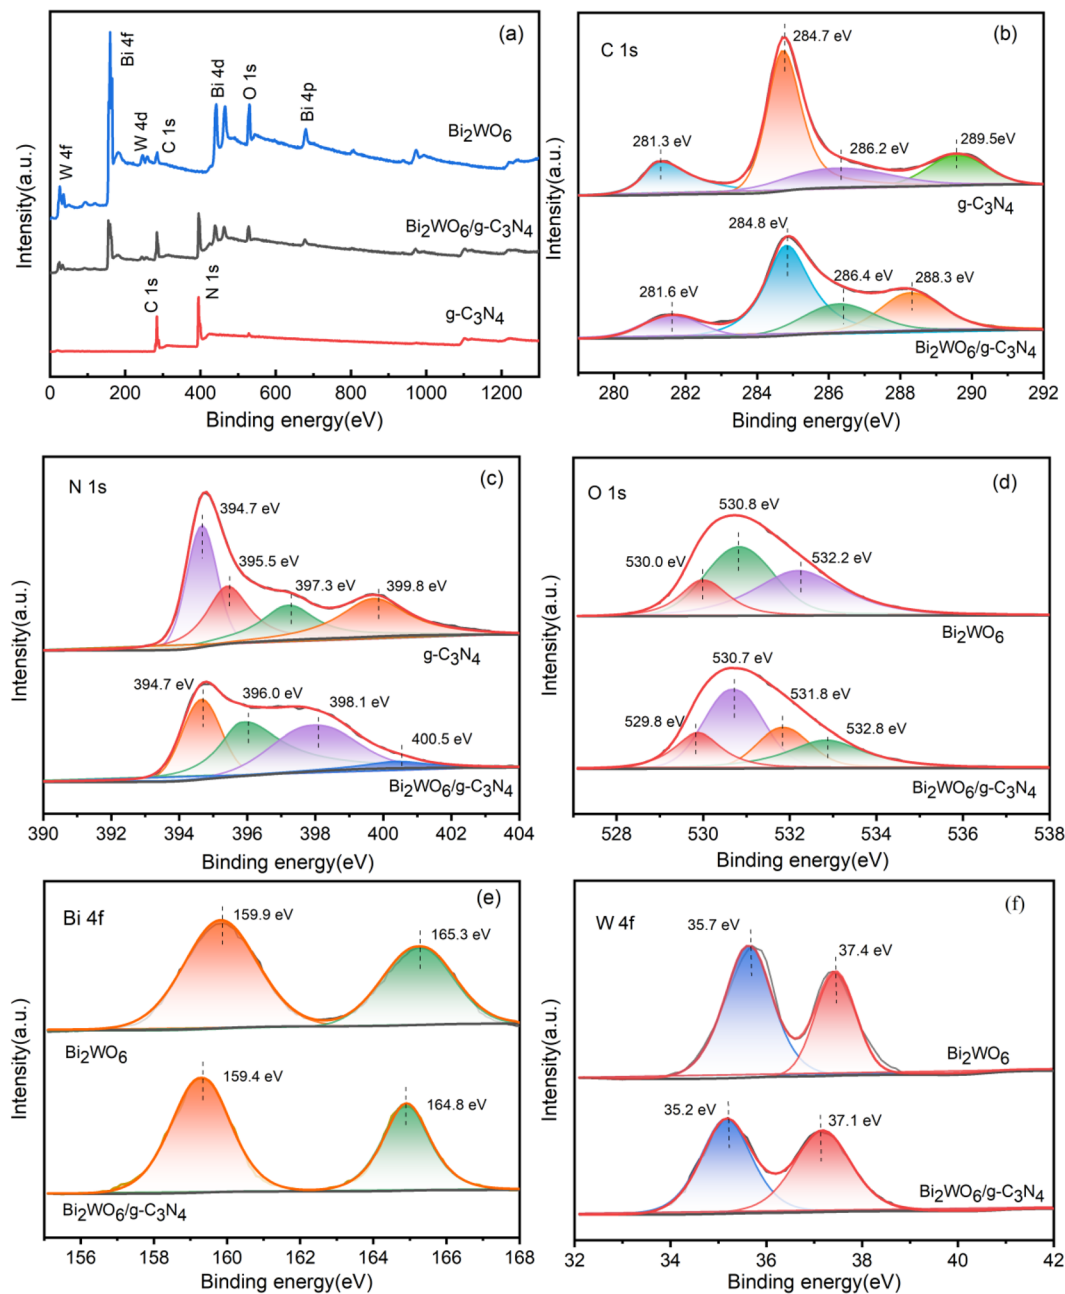 (a)
Bi 4f
W 4f
W 4d
C 1s
Bi 4d
O 1s
Bi 4p
Bi2WO6
Bi2WO6/g-C3N4
C 1s
N 1s
g-C3N4
Intensity(a.u.)
0 200 400 600 800 1000 1200
Binding energy(eV)
(b)
C 1s
284.7 eV
281.3 eV
286.2 eV
289.5eV
g-C3N4
284.8 eV
281.6 eV
286.4 eV
288.3 eV
Bi2WO6/g-C3N4
Intensity(a.u.)
280 282 284 286 288 290 292
Binding energy(eV)
(c)
N 1s
394.7 eV
395.5 eV
397.3 eV
399.8 eV
g-C3N4
394.7 eV
396.0 eV
398.1 eV
400.5 eV
Bi2WO6/g-C3N4
Intensity(a.u.)
390 392 394 396 398 400 402 404
Binding energy(eV)
(d)
O 1s
530.8 eV
530.0 eV
532.2 eV
Bi2WO6
530.7 eV
529.8 eV
531.8 eV
532.8 eV
Bi2WO6/g-C3N4
Intensity(a.u.)
528 530 532 534 536 538
Binding energy(eV)
(e)
Bi 4f
159.9 eV
165.3 eV
Bi2WO6
159.4 eV
164.8 eV
Bi2WO6/g-C3N4
Intensity(a.u.)
156 158 160 162 164 166 168
Binding energy(eV)
(f)
W 4f
35.7 eV
37.4 eV
Bi2WO6
35.2 eV
37.1 eV
Bi2WO6/g-C3N4
Intensity(a.u.)
32 34 36 38 40 42
Binding energy(eV)